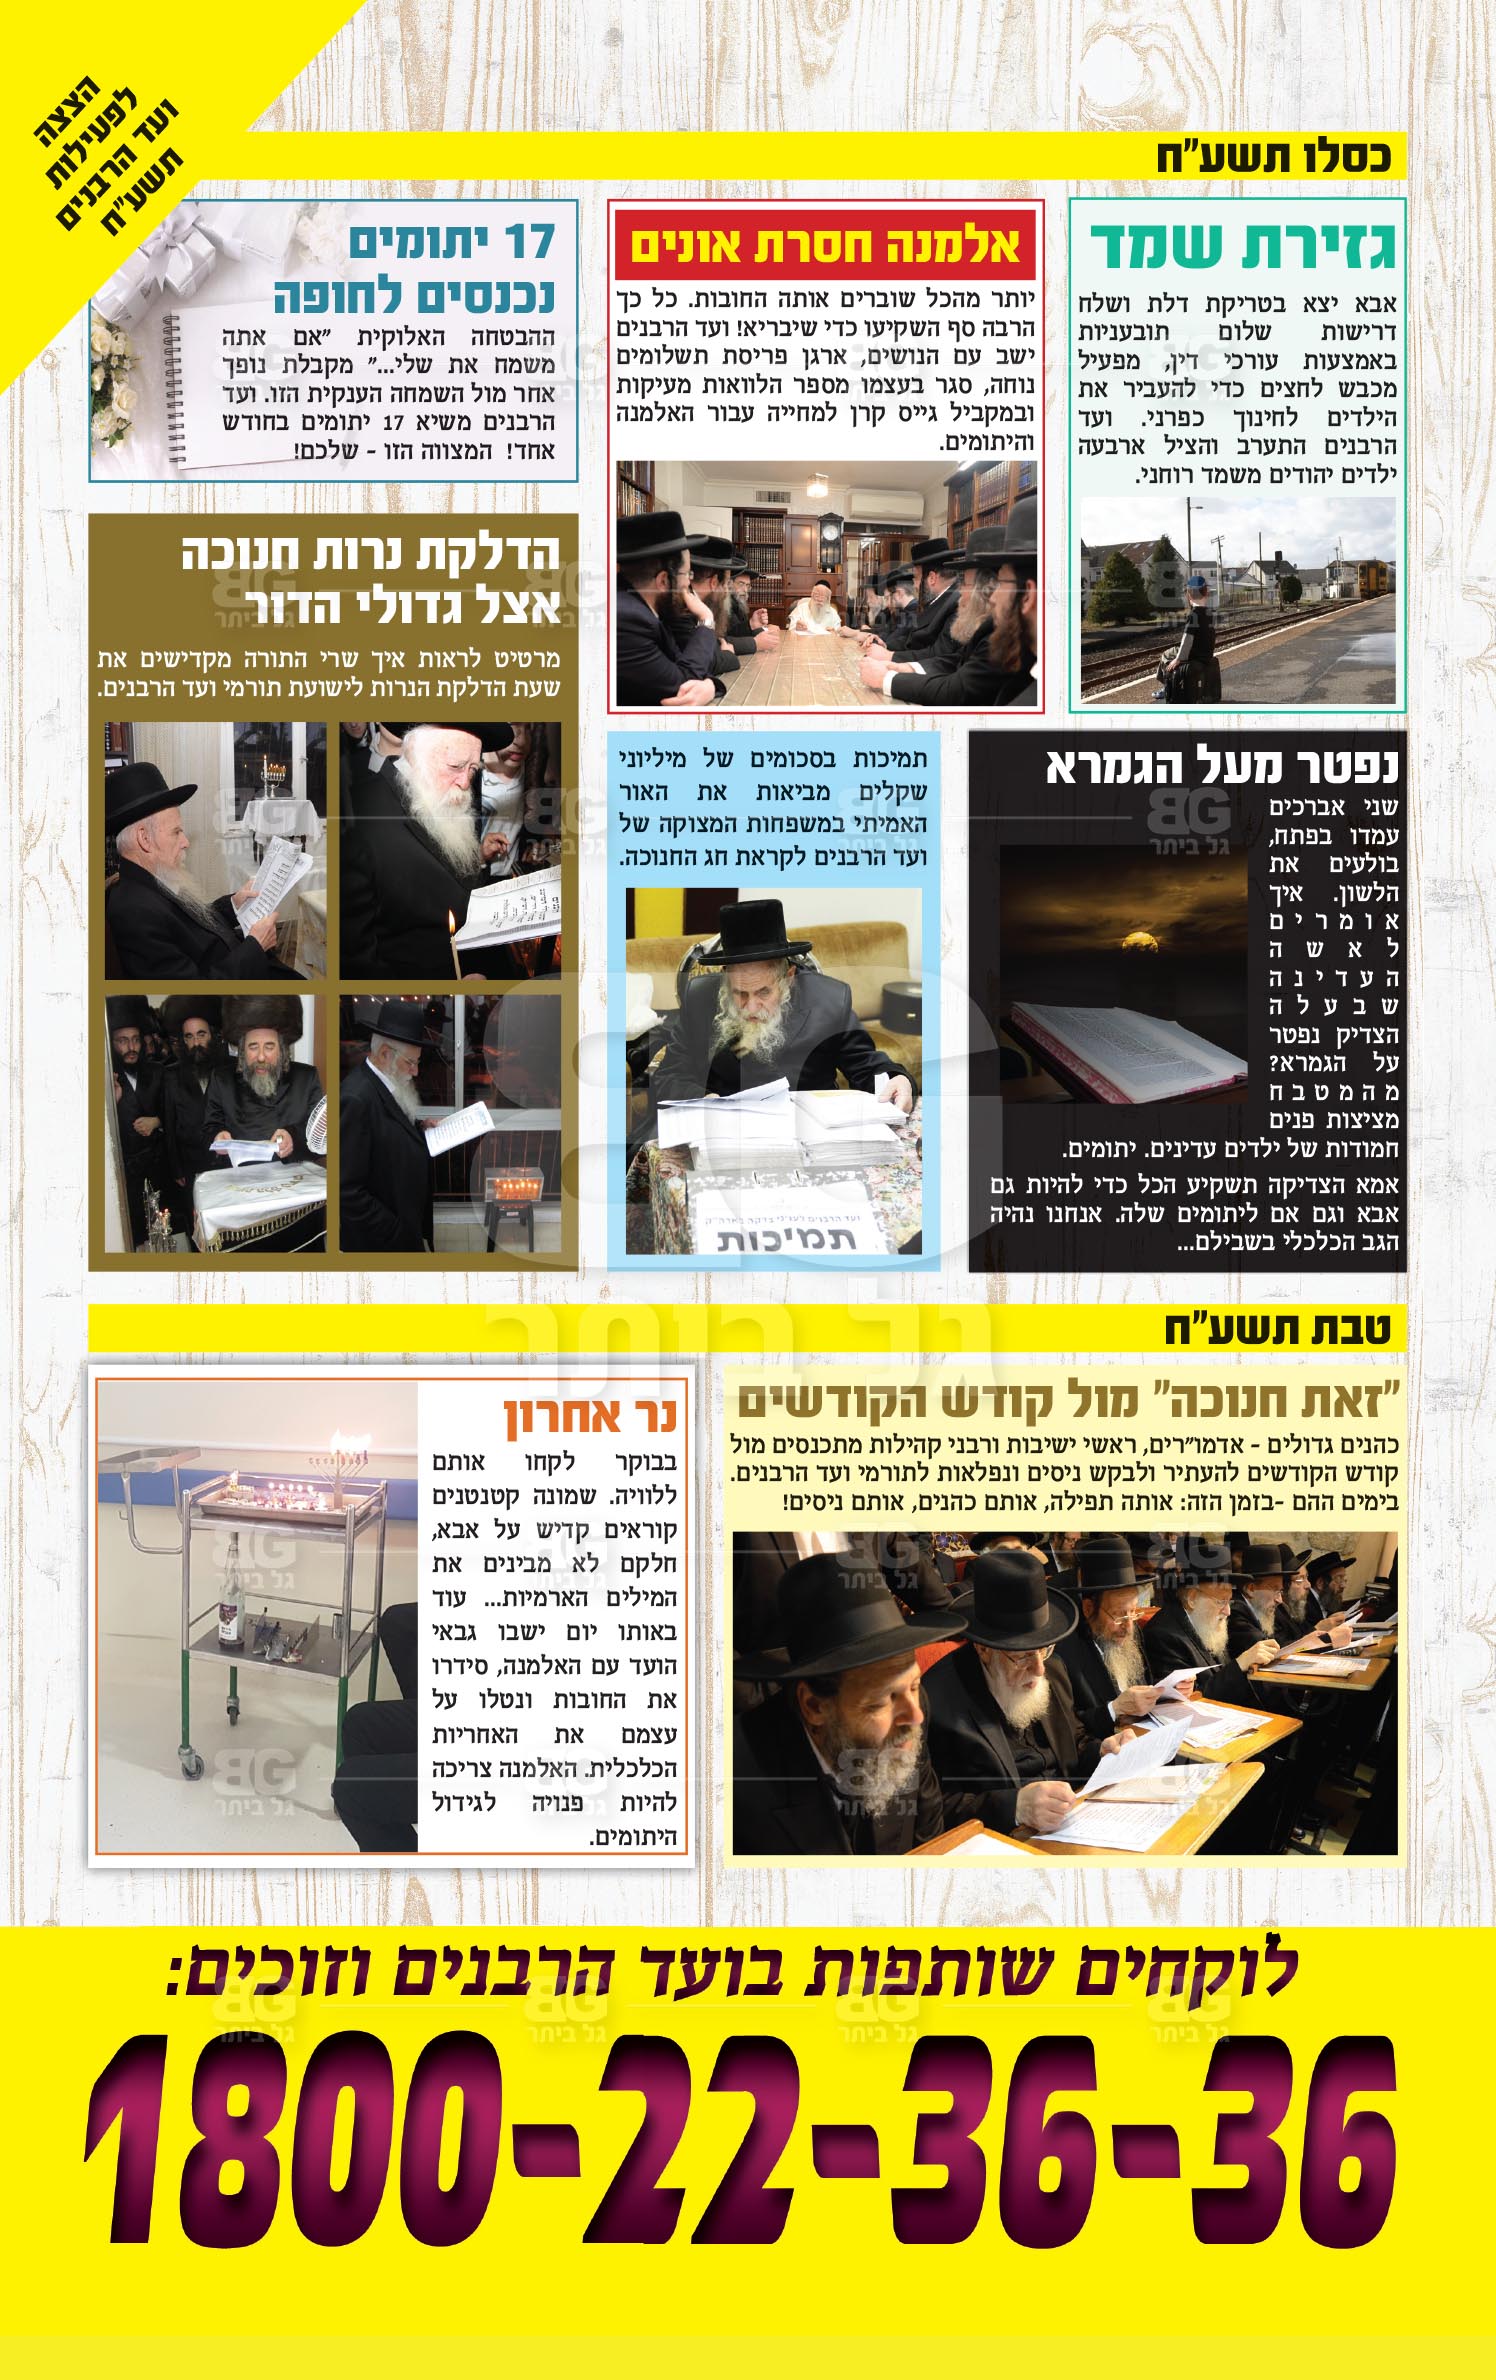 הצצה
לפעילות
ועד הרבנים
תשע"ח
כסלו תשע"ח
גזירת שמד
אבא יצא בטריקת דלת ושלח
דרישות שלום תובעניות
באמצעות עורכי דין, מפעיל
מכבש לחצים כדי להעביר את
הילדים לחינוך כפרני. ועד
הרבנים התערב והציל ארבעה
ילדים יהודים משמד רוחני.
אלמנה חסרת אונים
יותר מהכל שוברים אותה החובות. כל כך
הרבה סף השקיעו כדי שיבריא! ועד הרבנים
ישב עם הנושים, ארגן פריסת תשלומים
נוחה, סגר בעצמו מספר הלוואות מעיקות
ובמקביל גייס קרן למחייה עבור האלמנה
והיתומים.
17 יתומים
נכנסים לחופה
ההבטחה האלוקית "אם אתה
משמח את שלי..." מקבלת נופך
אחר מול השמחה הענקית הזו. ועד
הרבנים משיא 17 יתומים בחודש
אחד! המצווה הזו - שלכם!
הדלקת נרות חנוכה
אצל גדולי הדור
מרטיט לראות איך שרי התורה מקדישים את
שעת הדלקת הנרות לישועת תורמי ועד הרבנים.
נפטר מעל הגמרא
שני אברכים
עמדו בפתח,
בולעים את
הלשון. איך
אומרים
לאשה
העדינה
שבעלה
הצדיק נפטר
על הגמרא?
מהמטבח
מציצות פנים
חמודות של ילדים עדינים. יתומים.
אמא הצדיקה תשקיע הכל כדי להיות גם
אבא וגם אם ליתומים שלה. אנחנו נהיה
הגב הכלכלי בשבילם...
תמיכות בסכומים של מיליוני
שקלים מביאות את האור
האמיתי במשפחות המצוקה של
ועד הרבנים לקראת חג החנוכה.
תמיכות
טבת תשע"ח
"זאת חנוכה" מול קודש הקודשים
כהנים גדולים - אדמו"רים, ראשי ישיבות ורבני קהילות מתכנסים מול
קודש הקודשים להעתיר ולבקש ניסים ונפלאות לתורמי ועד הרבנים.
בימים ההם -בזמן הזה: אותה תפילה, אותם כהנים, אותם ניסים!
נר אחרון
בבוקר לקחו אותם
ללוויה. שמונה קטנטנים
קוראים קדיש על אבא,
חלקם לא מבינים את
המילים הארמיות... עוד
באותו יום ישבו גבאי
הועד עם האלמנה, סידרו
את החובות ונטלו על
עצמם את האחריות
הכלכלית. האלמנה צריכה
להיות פנויה לגידול
היתומים.
לוקחים שותפות בועד הרבנים וזוכים:
1800-22-36-36
BG
גל ביתר